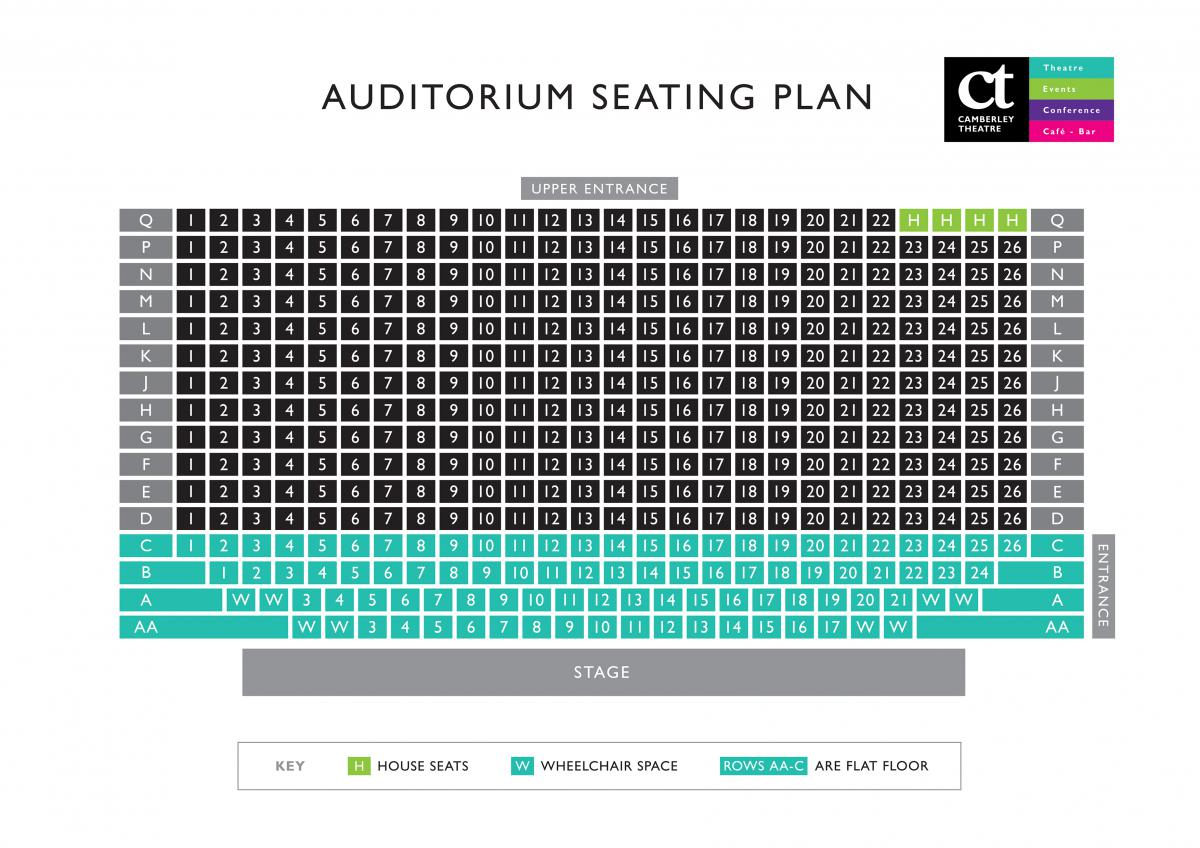 AUDITORIUM SEATING PLAN
ct
CAMBERLEY
THEATRE
Theatre
Events
Conference
Café - Bar
UPPER ENTRANCE
Q 1 2 3 4 5 6 7 8 9 10 11 12 13 14 15 16 17 18 19 20 21 22 H H H H Q
P 1 2 3 4 5 6 7 8 9 10 11 12 13 14 15 16 17 18 19 20 21 22 23 24 25 26 P
N 1 2 3 4 5 6 7 8 9 10 11 12 13 14 15 16 17 18 19 20 21 22 23 24 25 26 N
M 1 2 3 4 5 6 7 8 9 10 11 12 13 14 15 16 17 18 19 20 21 22 23 24 25 26 M
L 1 2 3 4 5 6 7 8 9 10 11 12 13 14 15 16 17 18 19 20 21 22 23 24 25 26 L
K 1 2 3 4 5 6 7 8 9 10 11 12 13 14 15 16 17 18 19 20 21 22 23 24 25 26 K
J 1 2 3 4 5 6 7 8 9 10 11 12 13 14 15 16 17 18 19 20 21 22 23 24 25 26 J
H 1 2 3 4 5 6 7 8 9 10 11 12 13 14 15 16 17 18 19 20 21 22 23 24 25 26 H
G 1 2 3 4 5 6 7 8 9 10 11 12 13 14 15 16 17 18 19 20 21 22 23 24 25 26 G
F 1 2 3 4 5 6 7 8 9 10 11 12 13 14 15 16 17 18 19 20 21 22 23 24 25 26 F
E 1 2 3 4 5 6 7 8 9 10 11 12 13 14 15 16 17 18 19 20 21 22 23 24 25 26 E
D 1 2 3 4 5 6 7 8 9 10 11 12 13 14 15 16 17 18 19 20 21 22 23 24 25 26 D
C 1 2 3 4 5 6 7 8 9 10 11 12 13 14 15 16 17 18 19 20 21 22 23 24 25 26 C
B 1 2 3 4 5 6 7 8 9 10 11 12 13 14 15 16 17 18 19 20 21 22 23 24 B
A W W 3 4 5 6 7 8 9 10 11 12 13 14 15 16 17 18 19 20 21 W W A
AA W W 3 4 5 6 7 8 9 10 11 12 13 14 15 16 17 W W AA
ENTRANCE
STAGE
KEY H HOUSE SEATS W WHEELCHAIR SPACE ROWS AA-C ARE FLAT FLOOR